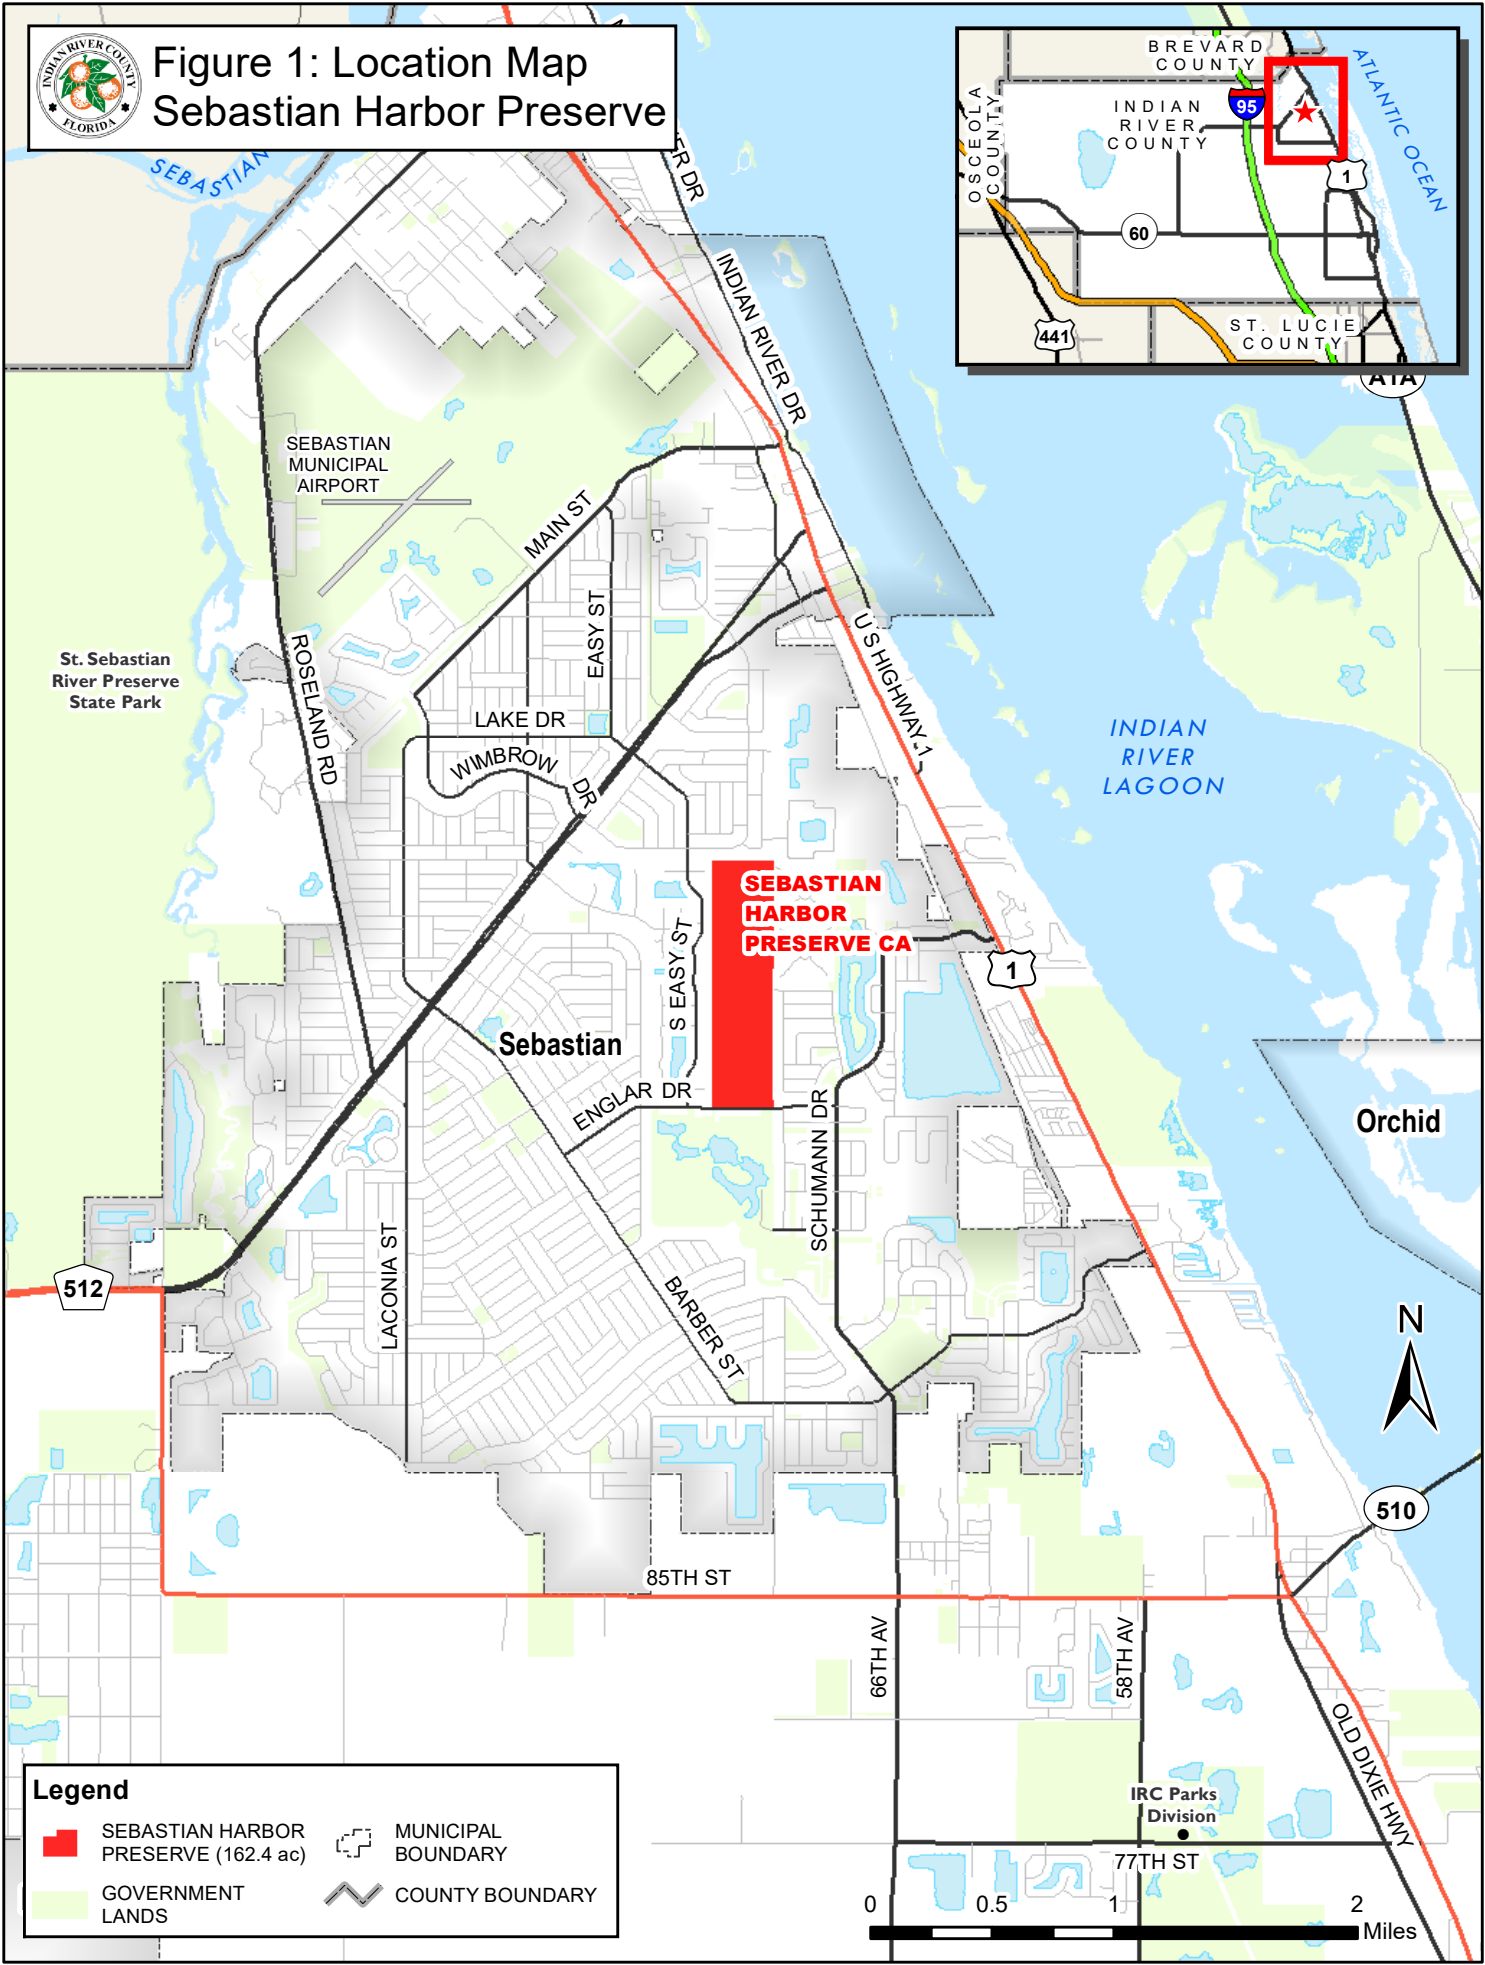 Figure 1: Location Map
Sebastian Harbor Preserve
INDIAN RIVER COUNTY
FLORIDA
BREVARD
COUNTY
INDIAN
RIVER
COUNTY
OSCEOLA
COUNTY
95
1
60
441
ST. LUCIE
COUNTY
ATLANTIC OCEAN
A1A
SEBASTIAN
ER DR
INDIAN RIVER DR
SEBASTIAN
MUNICIPAL
AIRPORT
MAIN ST
EASY ST
ROSELAND RD
St. Sebastian
River Preserve
State Park
LAKE DR
WIMBROW DR
U S HIGHWAY 1
INDIAN
RIVER
LAGOON
SEBASTIAN
HARBOR
PRESERVE CA
S EASY ST
1
Sebastian
ENGLAR DR
SCHUMANN DR
Orchid
LACONIA ST
BARBER ST
512
N
510
85TH ST
66TH AV
58TH AV
OLD DIXIE HWY
IRC Parks
Division
77TH ST
Legend
SEBASTIAN HARBOR
PRESERVE (162.4 ac)
MUNICIPAL
BOUNDARY
GOVERNMENT
LANDS
COUNTY BOUNDARY
0 0.5 1 2
Miles